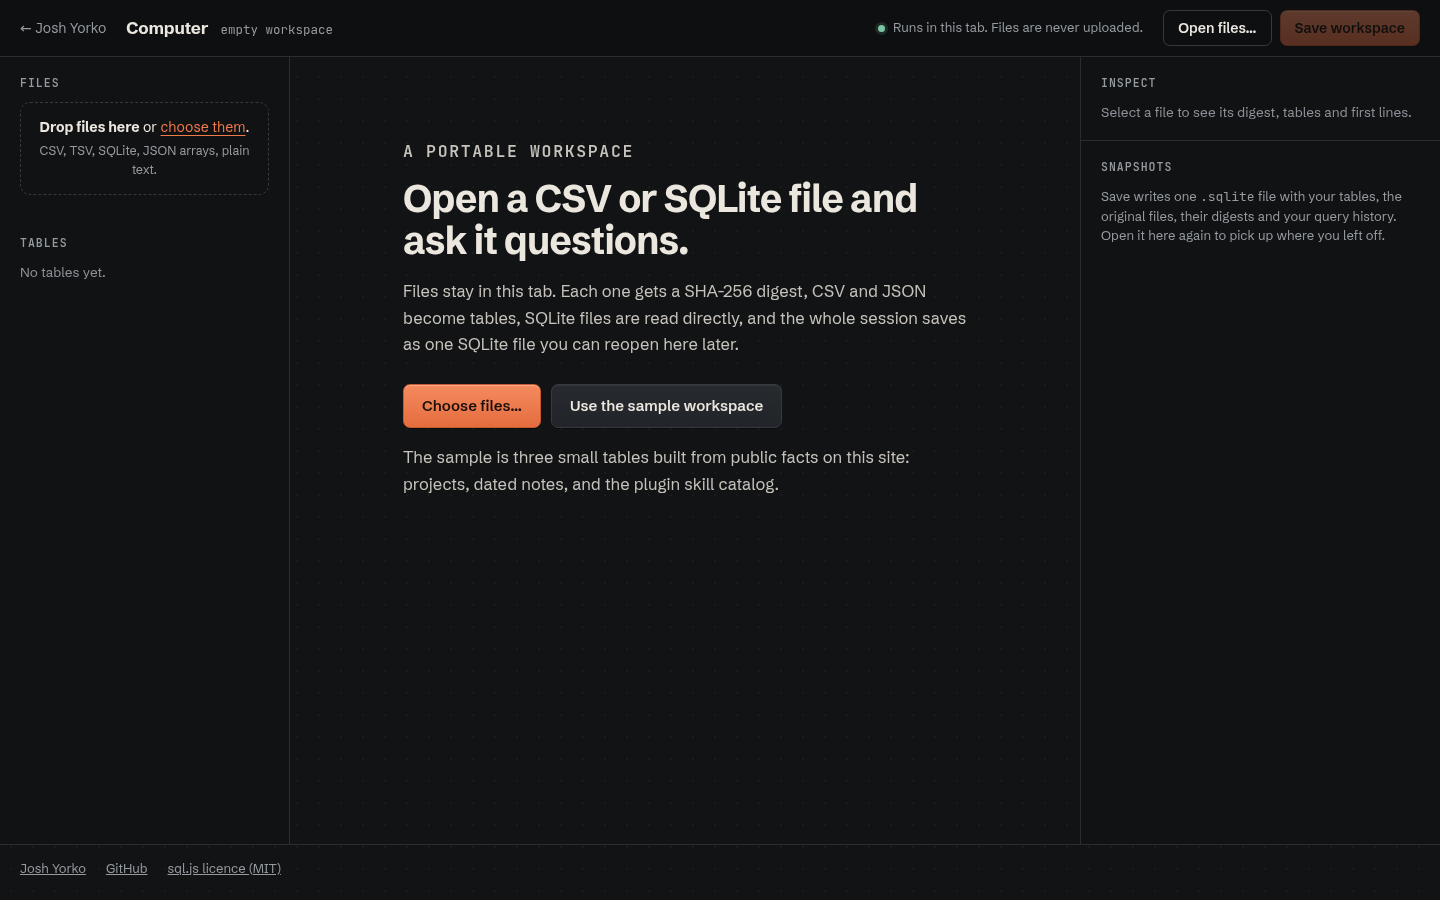 ← Josh Yorko
Computer
empty workspace
Runs in this tab. Files are never uploaded.
Open files…
Save workspace
FILES
Drop files here or choose them.
CSV, TSV, SQLite, JSON arrays, plain
text.
TABLES
No tables yet.
A PORTABLE WORKSPACE
Open a CSV or SQLite file and
ask it questions.
Files stay in this tab. Each one gets a SHA-256 digest, CSV and JSON
become tables, SQLite files are read directly, and the whole session saves
as one SQLite file you can reopen here later.
Choose files…
Use the sample workspace
The sample is three small tables built from public facts on this site:
projects, dated notes, and the plugin skill catalog.
INSPECT
Select a file to see its digest, tables and first lines.
SNAPSHOTS
Save writes one .sqlite file with your tables, the
original files, their digests and your query history.
Open it here again to pick up where you left off.
Josh Yorko
GitHub
sql.js licence (MIT)